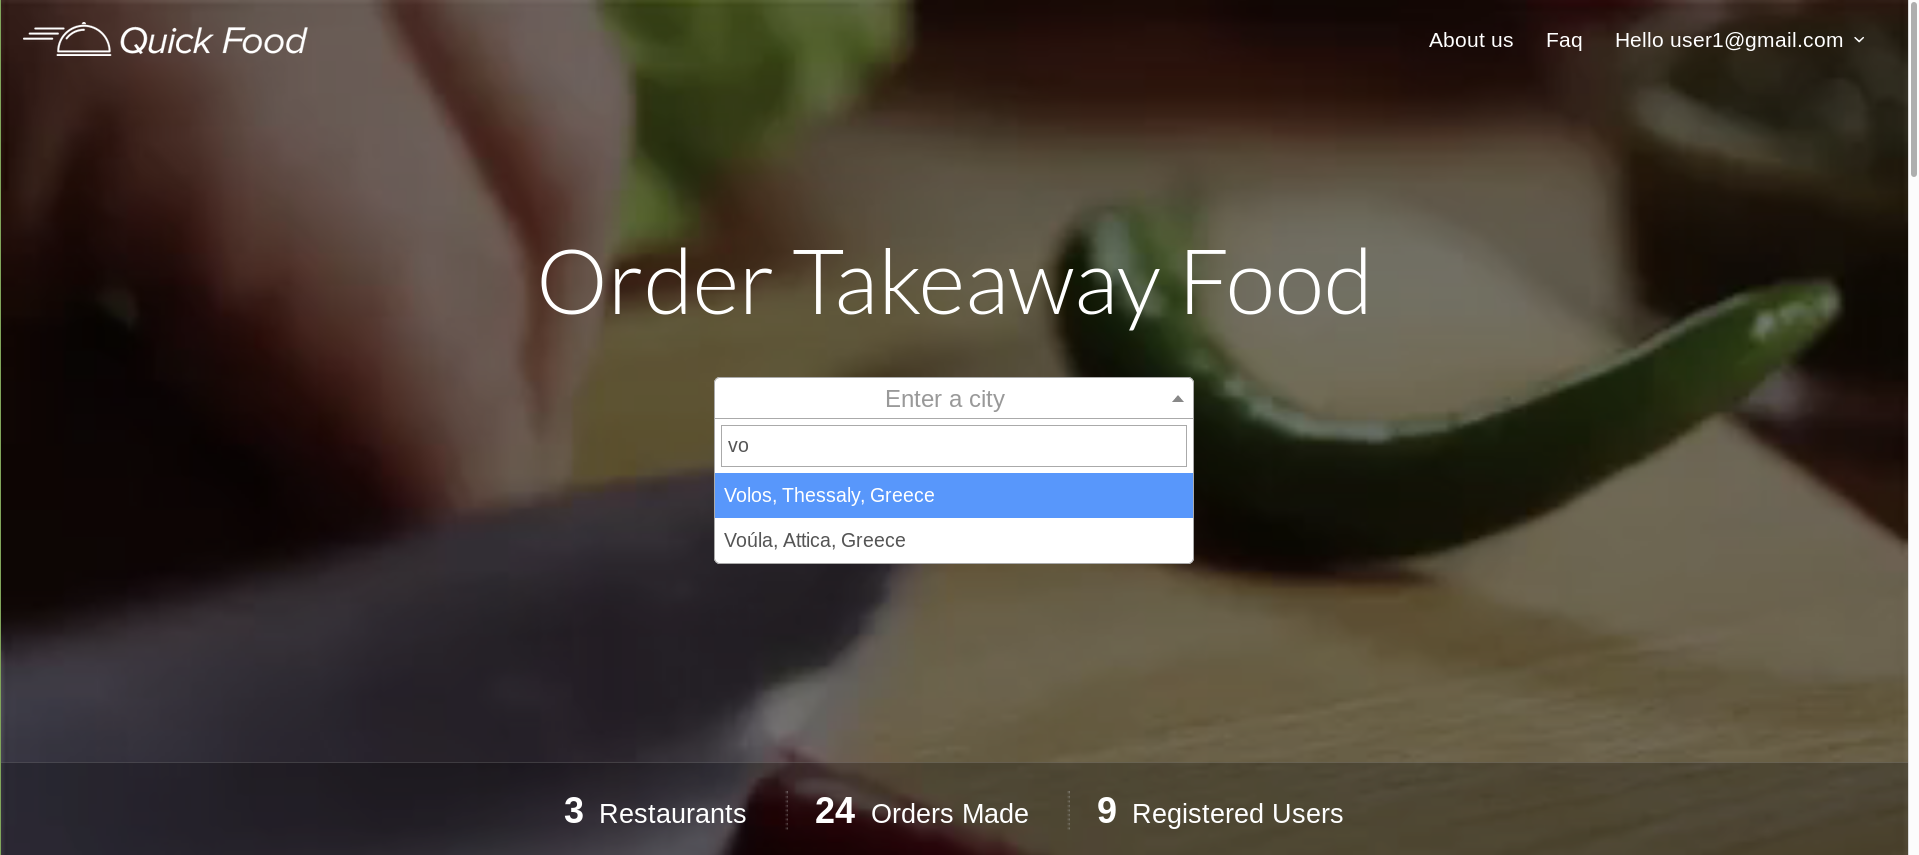 Quick Food
About us
Faq
Hello user1@gmail.com
Order Takeaway Food
Enter a city
vo
Volos, Thessaly, Greece
Voúla, Attica, Greece
3 Restaurants
24 Orders Made
9 Registered Users